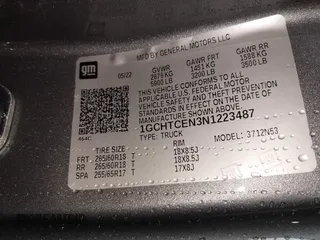 gm
MFD BY GENERAL MOTORS LLC
05/22 GVWR GAWR FRT GAWR RR
2675 KG 1451 KG 1588 KG
5900 LB 3200 LB 3500 LB
THIS VEHICLE CONFORMS TO ALL
APPLICABLE U.S. FEDERAL MOTOR
VEHICLE SAFETY AND THEFT
PREVENTION STANDARDS IN EFFECT
ON THE DATE OF MANUFACTURE
SHOWN ABOVE.
1GCHTCEN3N1223487
TYPE: TRUCK MODEL: 3712N53
TIRE SIZE RIM
FRT 265/60R18 T 18X8.5J
RR 265/60R18 T 18X8.5J
SPA 255/65R17 T 17X8J